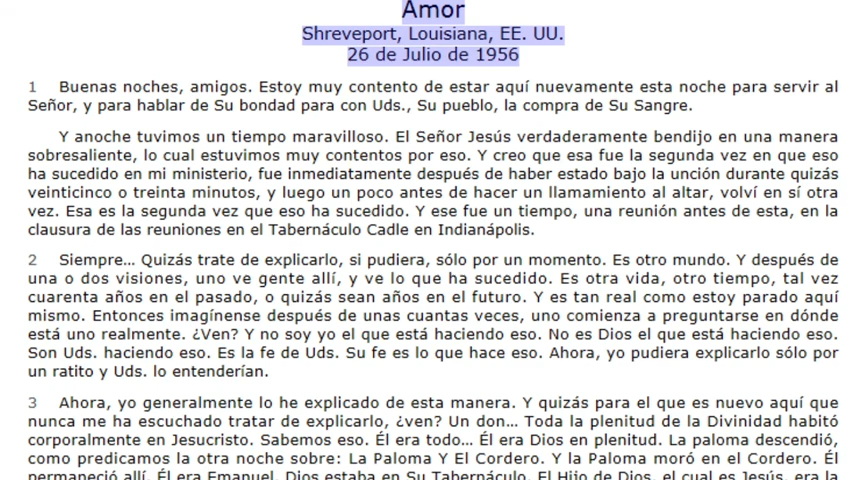 Amor
Shreveport, Louisiana, EE. UU.
26 de Julio de 1956
1 Buenas noches, amigos. Estoy muy contento de estar aquí nuevamente esta noche para servir al
Señor, y para hablar de Su bondad para con Uds., Su pueblo, la compra de Su Sangre.
Y anoche tuvimos un tiempo maravilloso. El Señor Jesús verdaderamente bendijo en una manera
sobresaliente, lo cual estuvimos muy contentos por eso. Y creo que esa fue la segunda vez en que eso
ha sucedido en mi ministerio, fue inmediatamente después de haber estado bajo la unción durante quizás
veinticinco o treinta minutos, y luego un poco antes de hacer un llamamiento al altar, volví en sí otra
vez. Esa es la segunda vez que eso ha sucedido. Y ese fue un tiempo, una reunión antes de esta, en la
clausura de las reuniones en el Tabernáculo Cadle en Indianápolis.
2 Siempre... Quizás trate de explicarlo, si pudiera, sólo por un momento. Es otro mundo. Y después de
una o dos visiones, uno ve gente allí, y ve lo que ha sucedido. Es otra vida, otro tiempo, tal vez
cuarenta años en el pasado, o quizás sean años en el futuro. Y es tan real como estoy parado aquí
mismo. Entonces imagínense después de unas cuantas veces, uno comienza a preguntarse en dónde
está uno realmente. ¿Ven? Y no soy yo el que está haciendo eso. No es Dios el que está haciendo eso.
Son Uds. haciendo eso. Es la fe de Uds. Su fe es lo que hace eso. Ahora, yo pudiera explicarlo sólo por
un ratito y Uds. lo entenderían.
3 Ahora, yo generalmente lo he explicado de esta manera. Y quizás para el que es nuevo aquí que
nunca me ha escuchado tratar de explicarlo, ¿ven? Un don... Toda la plenitud de la Divinidad habitó
corporalmente en Jesucristo. Sabemos eso. Él era todo... Él era Dios en plenitud. La paloma descendió,
como predicamos la otra noche sobre: La Paloma Y El Cordero. Y la Paloma moró en el Cordero. Él
permaneció allí. Él era Emanuel. Dios estaba en Su Tabernáculo. El Hijo de Dios, el cual es Jesús, era la